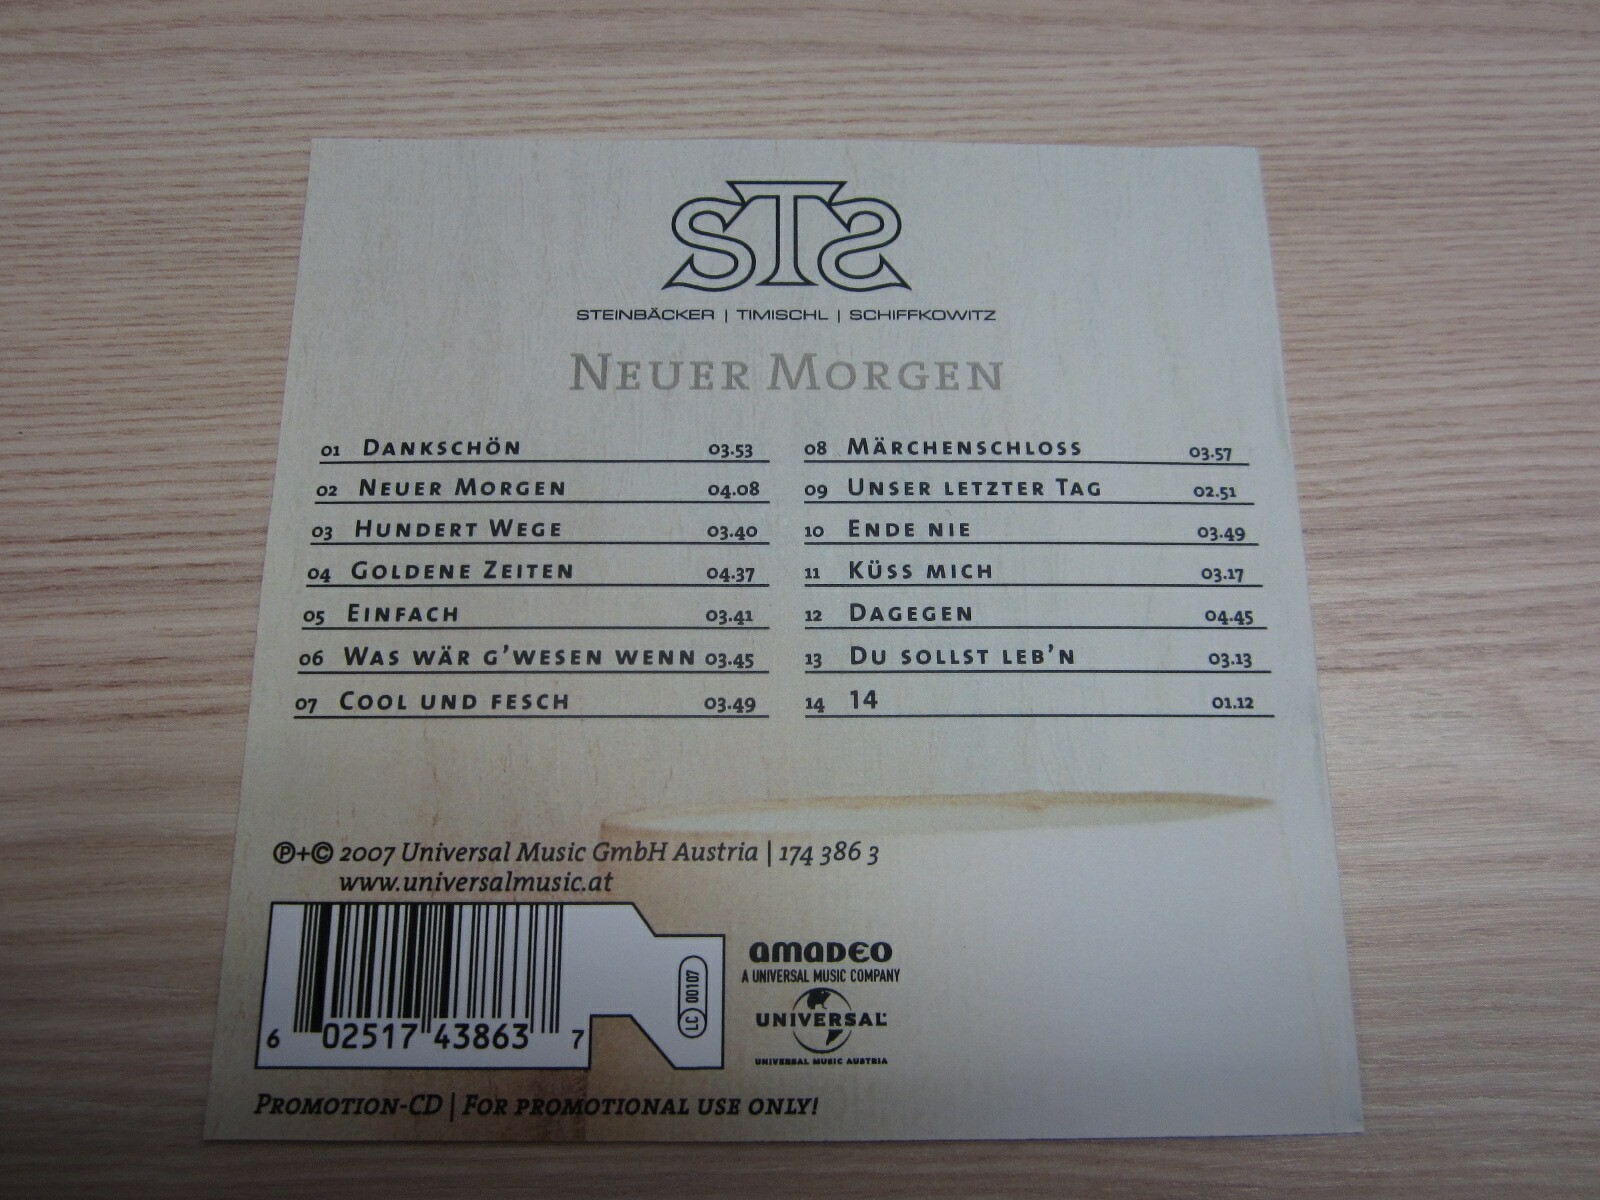 STS
STEINBÄCKER | TIMISCHL | SCHIFFKOWITZ
NEUER MORGEN
01 DANKSCHÖN 03.53
02 NEUER MORGEN 04.08
03 HUNDERT WEGE 03.40
04 GOLDENE ZEITEN 04.37
05 EINFACH 03.41
06 WAS WÄR G'WESEN WENN 03.45
07 COOL UND FESCH 03.49
08 MÄRCHENSCHLOSS 03.57
09 UNSER LETZTER TAG 02.51
10 ENDE NIE 03.49
11 KÜSS MICH 03.17
12 DAGEGEN 04.45
13 DU SOLLST LEB'N 03.13
14 14 01.12
℗+© 2007 Universal Music GmbH Austria | 174 386 3
www.universalmusic.at
6 02517 43863 7
LC 00107
AMADEO
A UNIVERSAL MUSIC COMPANY
UNIVERSAL
UNIVERSAL MUSIC AUSTRIA
PROMOTION-CD | FOR PROMOTIONAL USE ONLY!